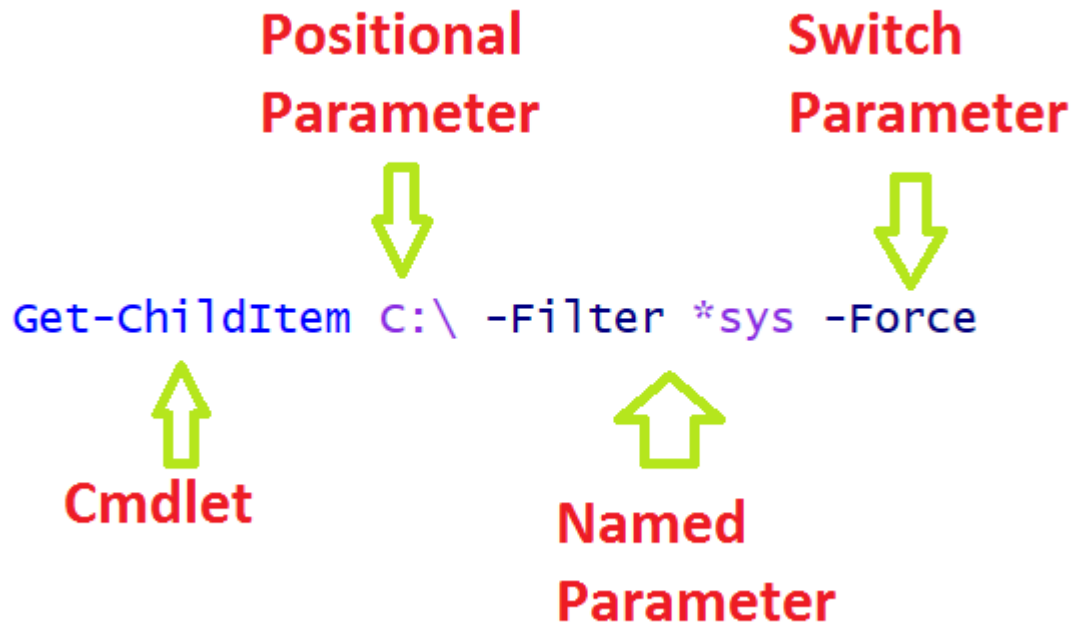 Positional
Parameter
Switch
Parameter
Get-ChildItem C:\ -Filter *sys -Force
Cmdlet
Named
Parameter